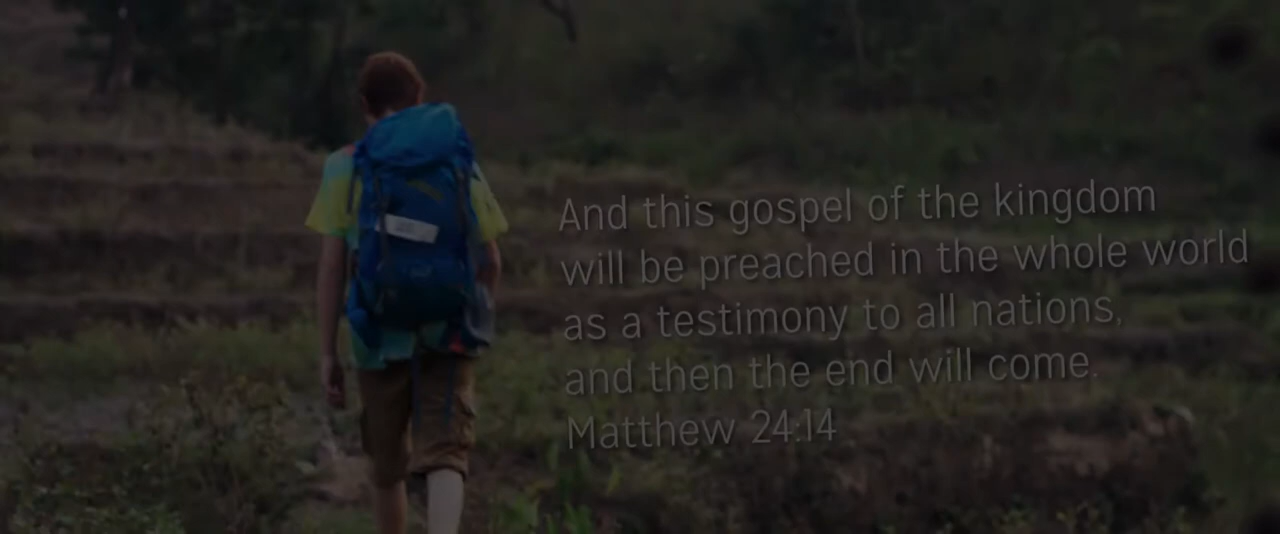 And this gospel of the kingdom
will be preached in the whole world
as a testimony to all nations,
and then the end will come.
Matthew 24:14